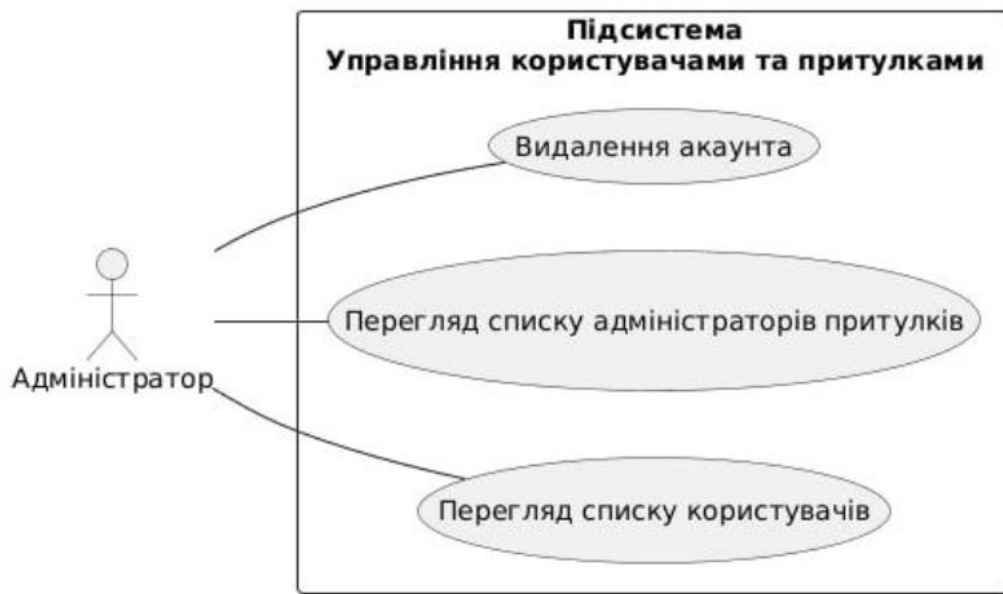 Підсистема
Управління користувачами та притулками
Видалення акаунта
Перегляд списку адміністраторів притулків
Адміністратор
Перегляд списку користувачів